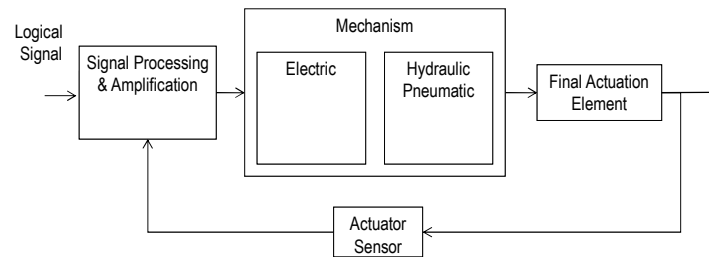 Logical
Signal
Signal Processing
& Amplification
Mechanism
Electric
Hydraulic
Pneumatic
Final Actuation
Element
Actuator
Sensor